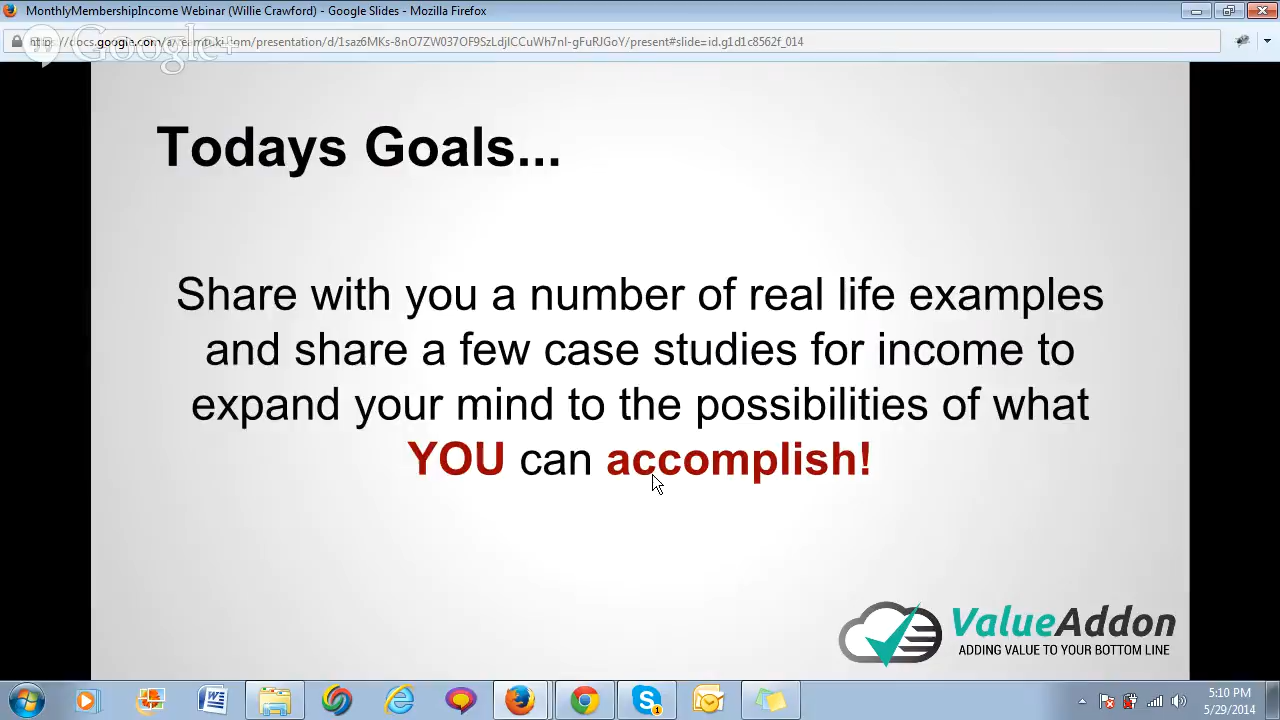 MonthlyMembershipIncome Webinar (Willie Crawford) - Google Slides - Mozilla Firefox
Google+
Todays Goals...
Share with you a number of real life examples
and share a few case studies for income to
expand your mind to the possibilities of what
YOU can accomplish!
ValueAddon
ADDING VALUE TO YOUR BOTTOM LINE
5:10 PM
5/29/2014